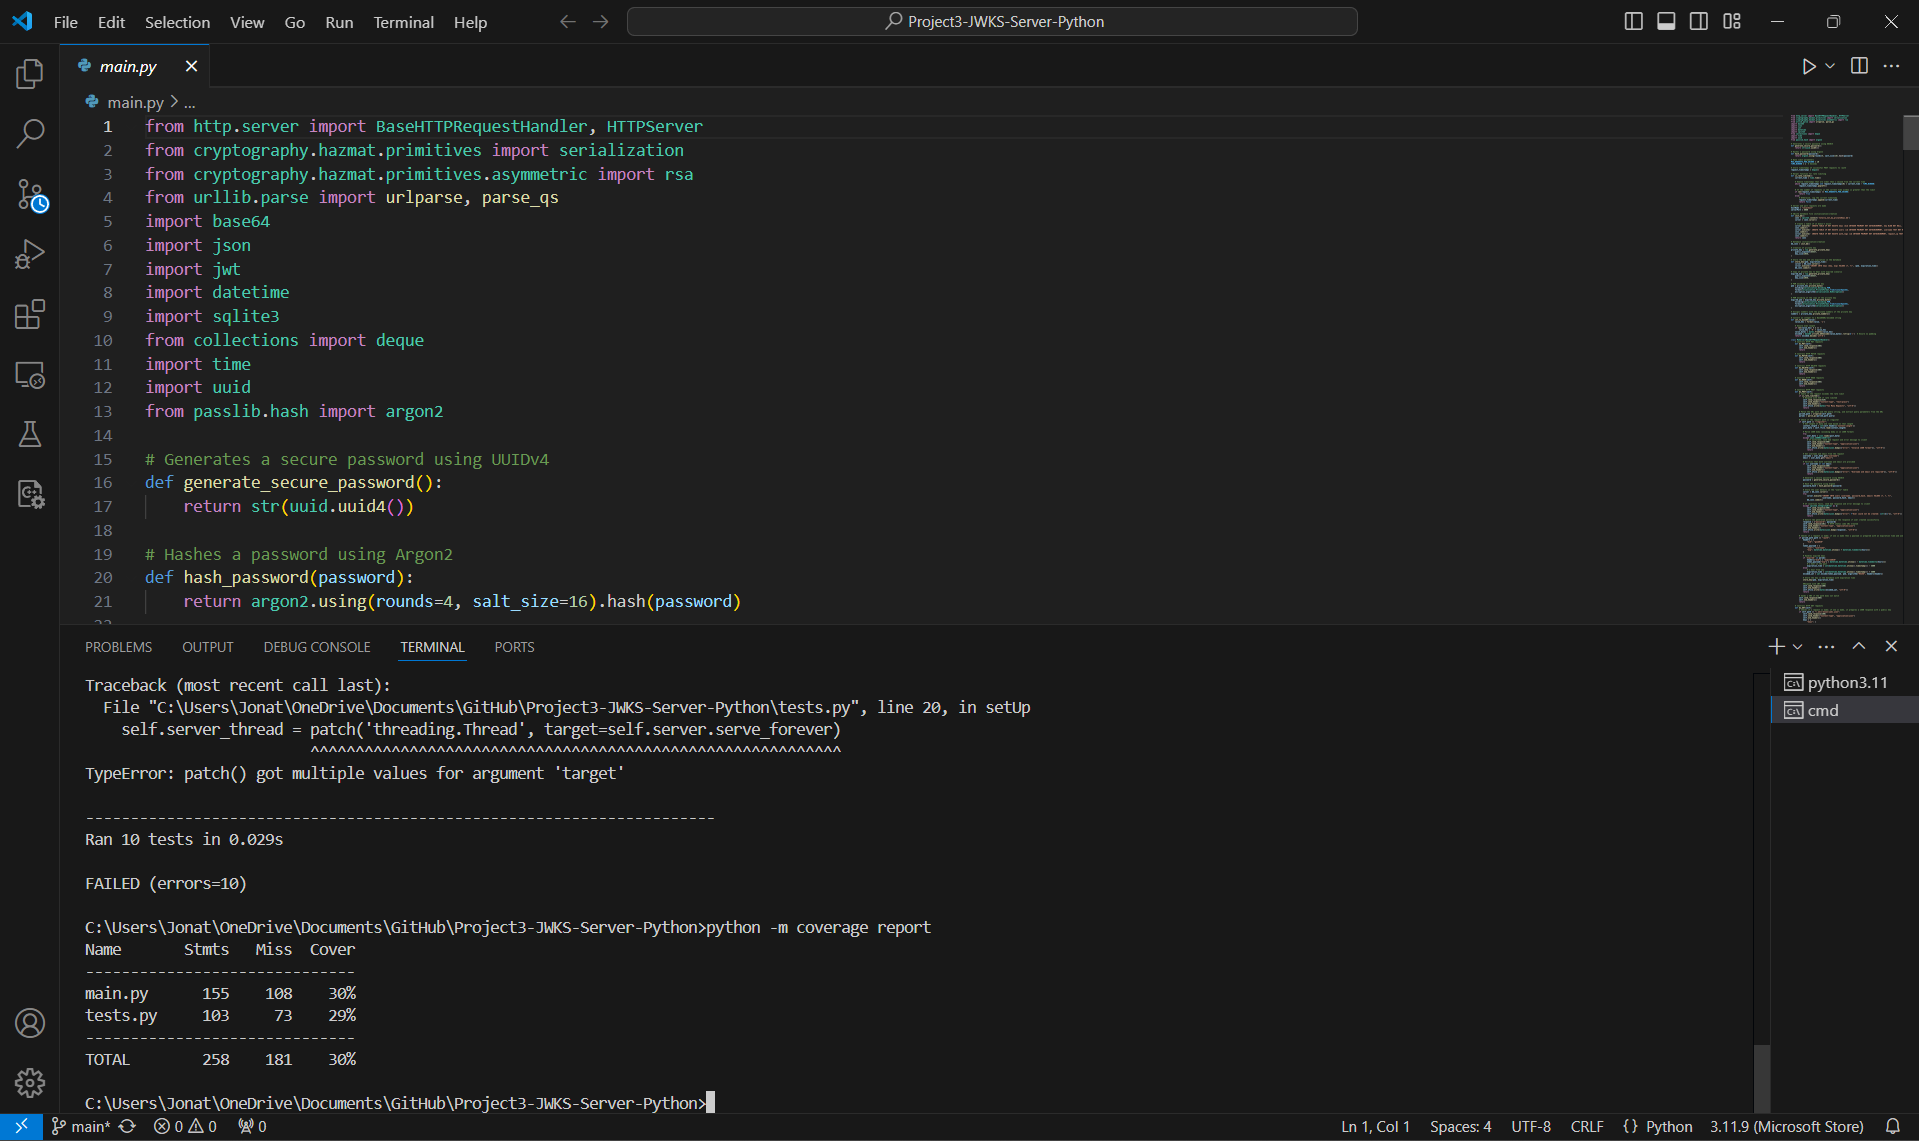 File Edit Selection View Go Run Terminal Help
Project3-JWKS-Server-Python
main.py
main.py > ...
1 from http.server import BaseHTTPRequestHandler, HTTPServer
2 from cryptography.hazmat.primitives import serialization
3 from cryptography.hazmat.primitives.asymmetric import rsa
4 from urllib.parse import urlparse, parse_qs
5 import base64
6 import json
7 import jwt
8 import datetime
9 import sqlite3
10 from collections import deque
11 import time
12 import uuid
13 from passlib.hash import argon2
14
15 # Generates a secure password using UUIDv4
16 def generate_secure_password():
17     return str(uuid.uuid4())
18
19 # Hashes a password using Argon2
20 def hash_password(password):
21     return argon2.using(rounds=4, salt_size=16).hash(password)
PROBLEMS OUTPUT DEBUG CONSOLE TERMINAL PORTS
python3.11
cmd
Traceback (most recent call last):
  File "C:\Users\Jonat\OneDrive\Documents\GitHub\Project3-JWKS-Server-Python\tests.py", line 20, in setUp
    self.server_thread = patch('threading.Thread', target=self.server.serve_forever)
                         ^^^^^^^^^^^^^^^^^^^^^^^^^^^^^^^^^^^^^^^^^^^^^^^^^^^^^^^^^^^
TypeError: patch() got multiple values for argument 'target'
----------------------------------------------------------------------
Ran 10 tests in 0.029s
FAILED (errors=10)
C:\Users\Jonat\OneDrive\Documents\GitHub\Project3-JWKS-Server-Python>python -m coverage report
Name       Stmts   Miss  Cover
------------------------------
main.py      155    108    30%
tests.py     103     73    29%
------------------------------
TOTAL        258    181    30%
C:\Users\Jonat\OneDrive\Documents\GitHub\Project3-JWKS-Server-Python>
main* 0 0 0 Ln 1, Col 1 Spaces: 4 UTF-8 CRLF {} Python 3.11.9 (Microsoft Store)